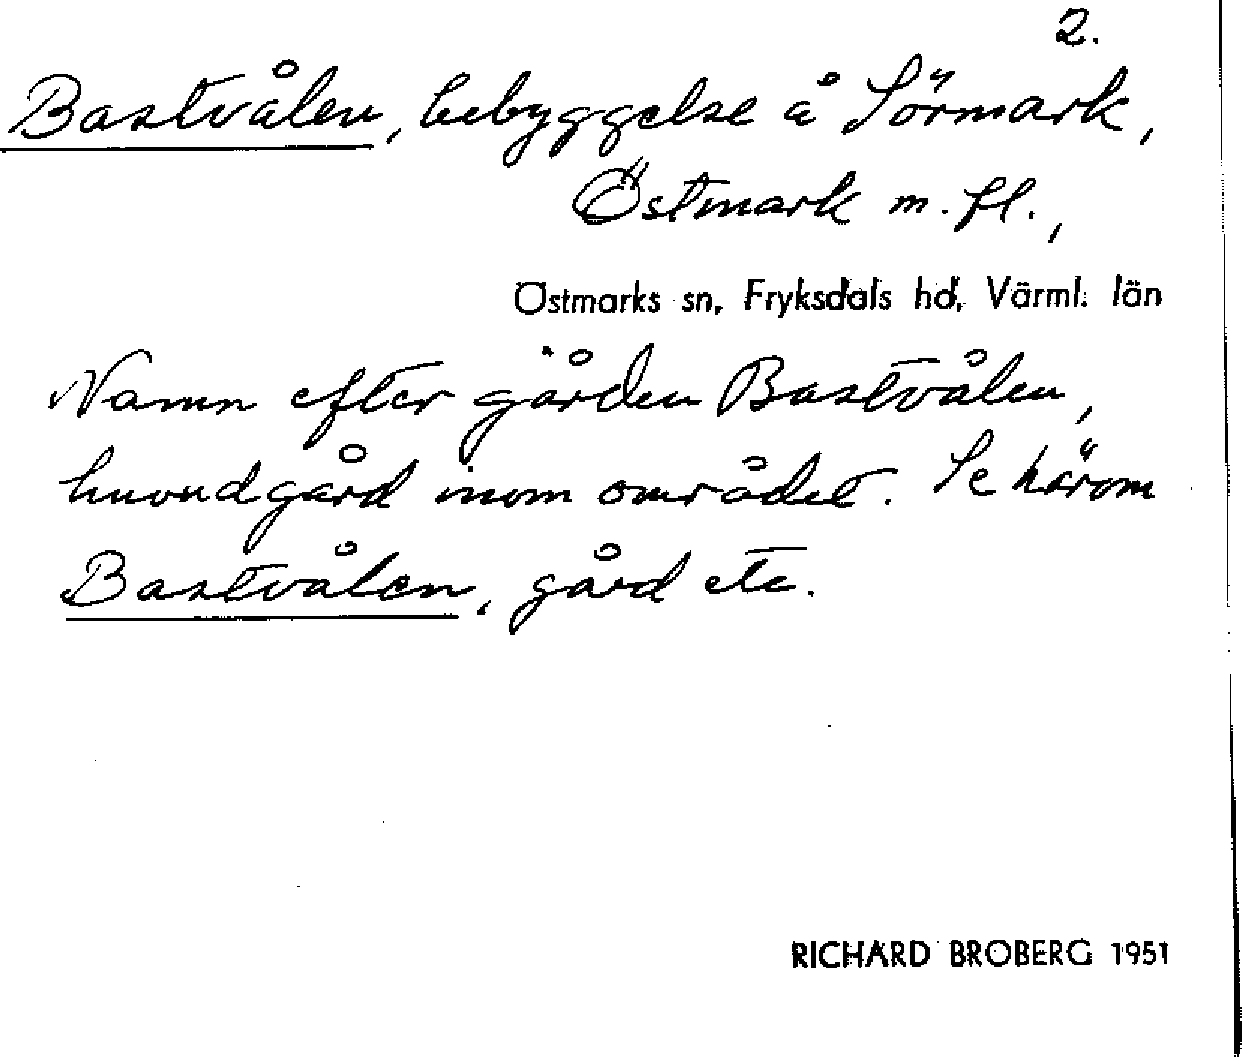 2.
Bastvålen, bebyggelse å Sörmark,
Östmark m.fl.,
Östmarks sn, Fryksdals hd, Värml. län
Namn efter gården Bastvålen,
huvudgård inom området. Se härom
Bastvålen, gård etc.
RICHARD BROBERG 1951